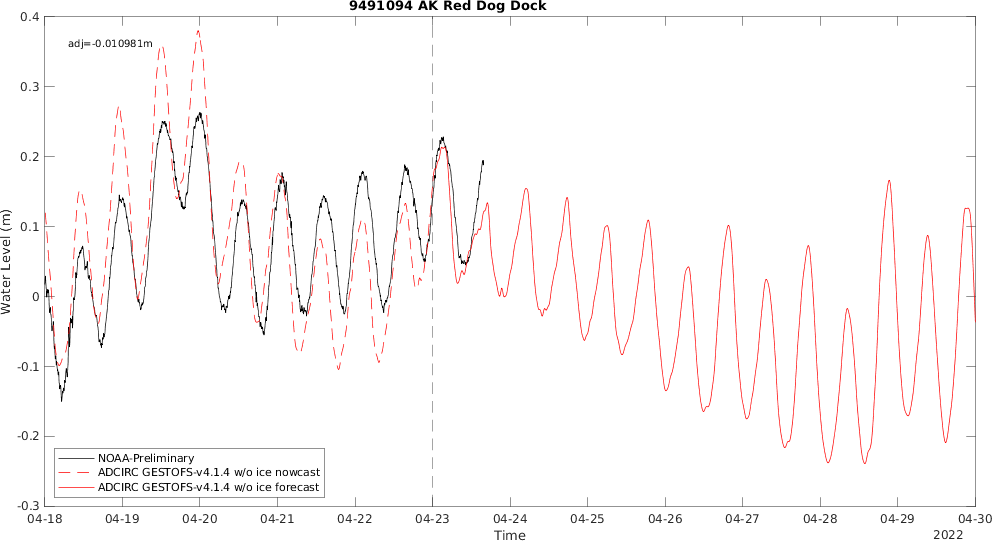 9491094 AK Red Dog Dock
adj=-0.010981m
0.4
0.3
0.2
0.1
0
-0.1
-0.2
-0.3
Water Level (m)
NOAA-Preliminary
ADCIRC GESTOFS-v4.1.4 w/o ice nowcast
ADCIRC GESTOFS-v4.1.4 w/o ice forecast
04-18 04-19 04-20 04-21 04-22 04-23 04-24 04-25 04-26 04-27 04-28 04-29 04-30
Time
2022